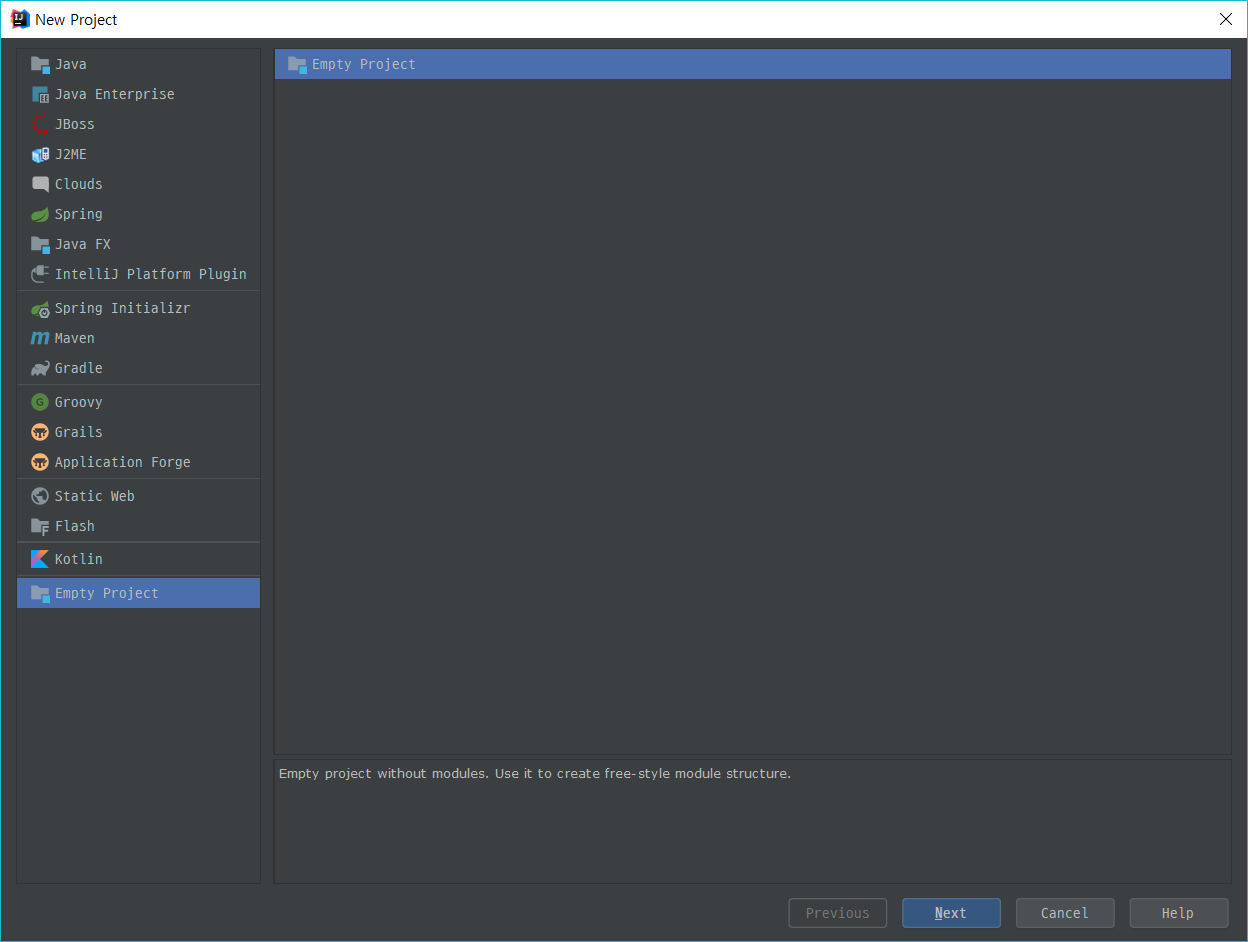 New Project
Java
Java Enterprise
JBoss
J2ME
Clouds
Spring
Java FX
IntelliJ Platform Plugin
Spring Initializr
Maven
Gradle
Groovy
Grails
Application Forge
Static Web
Flash
Kotlin
Empty Project
Empty Project
Empty project without modules. Use it to create free-style module structure.
Previous
Next
Cancel
Help